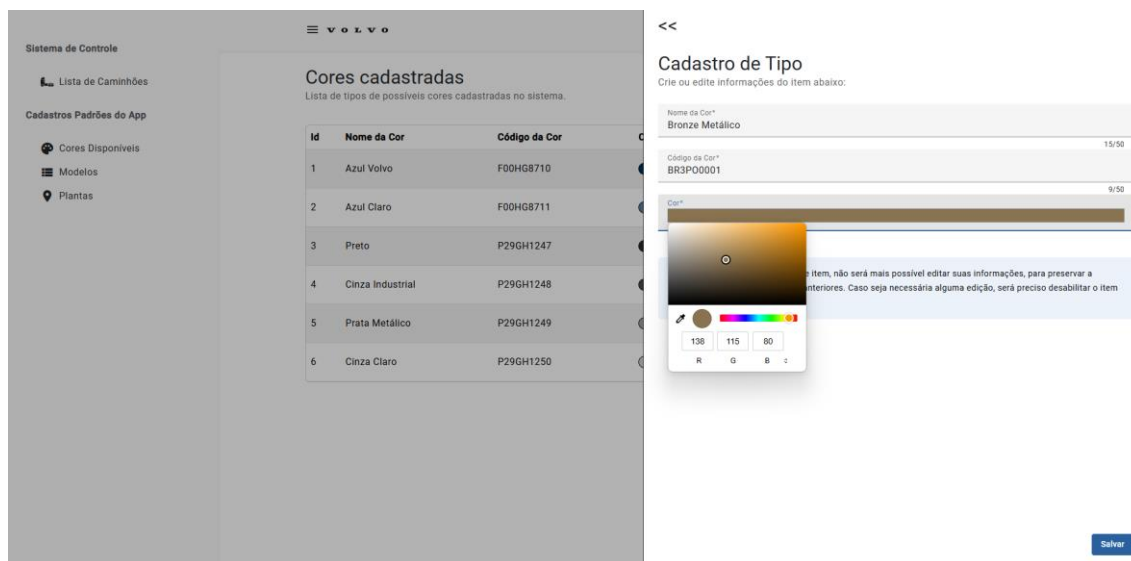 Sistema de Controle
Lista de Caminhões
Cadastros Padrões do App
Cores Disponíveis
Modelos
Plantas
VOLVO
Cores cadastradas
Lista de tipos de possíveis cores cadastradas no sistema.
Id Nome da Cor Código da Cor C
1 Azul Volvo F00HG8710
2 Azul Claro F00HG8711
3 Preto P29GH1247
4 Cinza Industrial P29GH1248
5 Prata Metálico P29GH1249
6 Cinza Claro P29GH1250
<<
Cadastro de Tipo
Crie ou edite informações do item abaixo:
Nome da Cor*
Bronze Metálico
15/50
Código da Cor*
BR3PO0001
9/50
Cor*
e item, não será mais possível editar suas informações, para preservar a
nteriores. Caso seja necessária alguma edição, será preciso desabilitar o item
138 115 80
R G B
Salvar